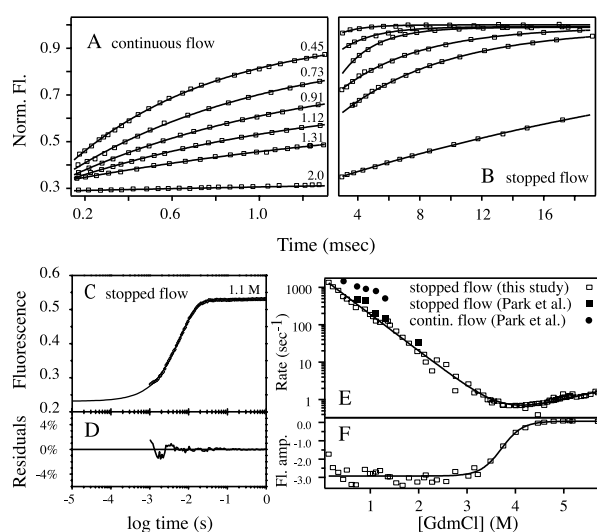 A continuous flow
0.45
0.73
0.91
1.12
1.31
2.0
B stopped flow
Norm. Fl.
0.9
0.7
0.5
0.3
0.2 0.6 1.0
4 8 12 16
Time (msec)
C stopped flow
1.1 M
Fluorescence
0.6
0.5
0.4
0.3
0.2
D
Residuals
4%
0%
-4%
-5 -4 -3 -2 -1 0
log time (s)
stopped flow (this study)
stopped flow (Park et al.)
contin. flow (Park et al.)
E
Rate (sec-1)
1000
100
10
1
F
Fl. amp.
0.0
-1.0
-2.0
-3.0
1 2 3 4 5
[GdmCl] (M)